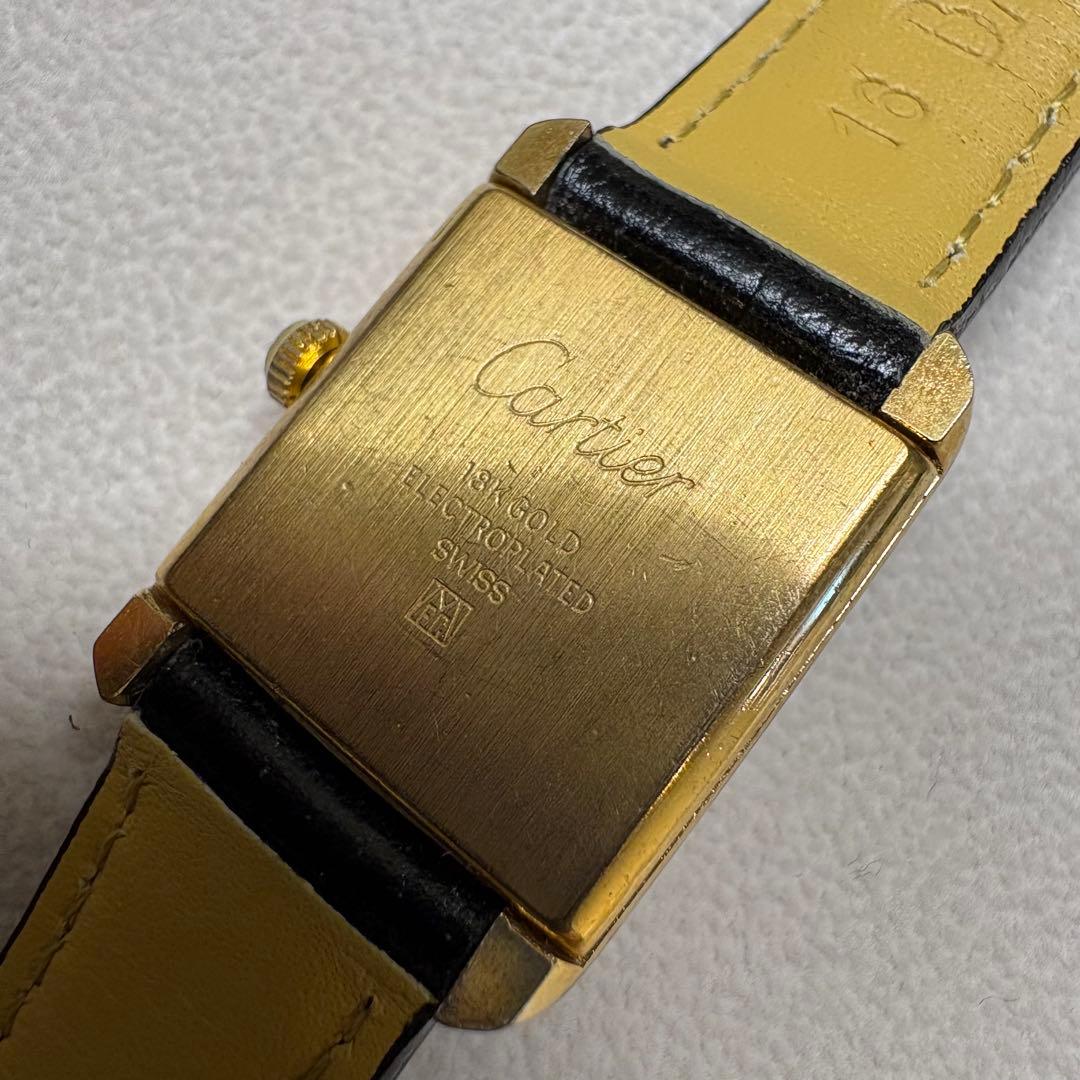 Cartier
18K GOLD
ELECTROPLATED
SWISS
16